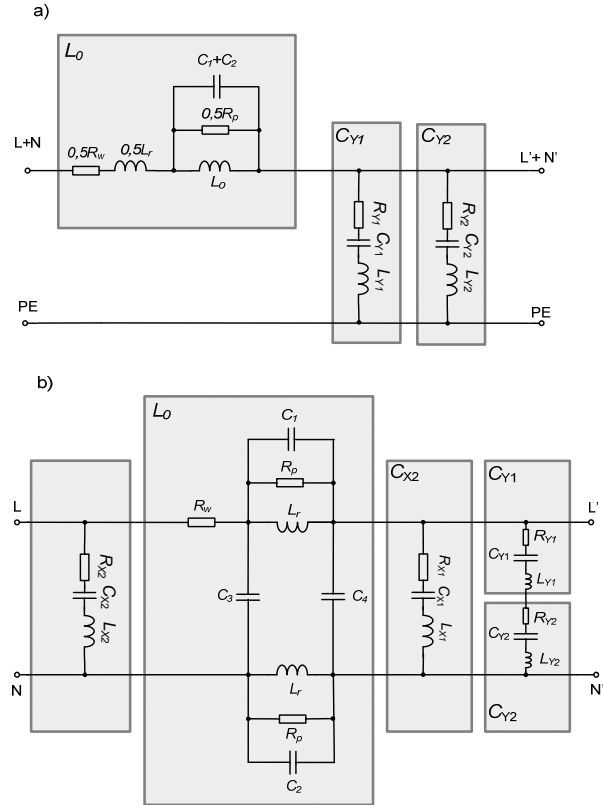 a)
L0
C1+C2
0,5Rp
L+N
0,5Rw
0,5Lr
L0
CY1
CY2
L'+ N'
RY1
CY1
LY1
RY2
CY2
LY2
PE
PE
b)
L0
C1
Rp
Lr
Rw
L
L'
CX2
CY1
RX2
CX2
LX2
C3
C4
RX1
CX1
LX1
RY1
CY1
LY1
RY2
CY2
LY2
N
Lr
N'
Rp
C2
CY2